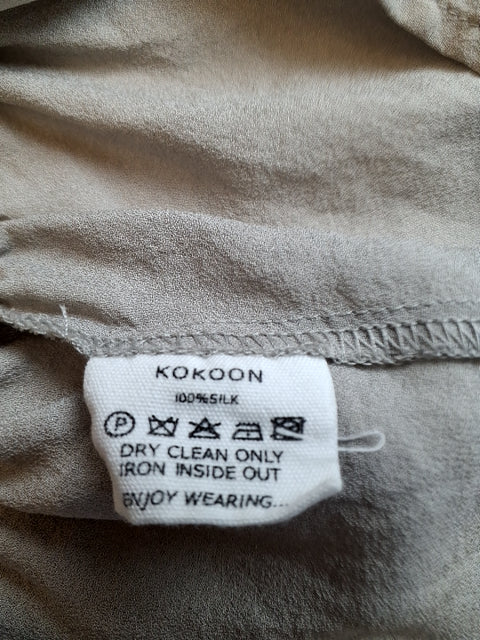 KOKOON
100%SILK
P
DRY CLEAN ONLY
IRON INSIDE OUT
ENJOY WEARING...